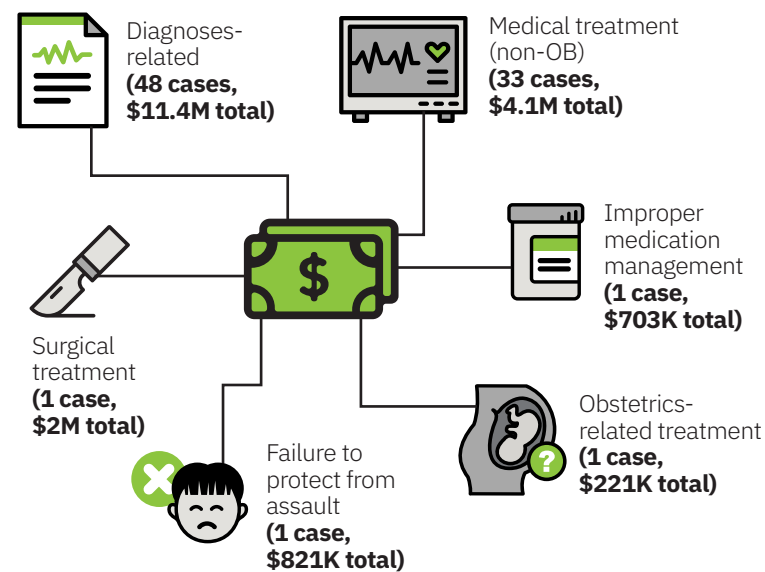 Diagnoses-
related
(48 cases,
$11.4M total)
Medical treatment
(non-OB)
(33 cases,
$4.1M total)
Improper
medication
management
(1 case,
$703K total)
$
Surgical
treatment
(1 case,
$2M total)
Failure to
protect from
assault
(1 case,
$821K total)
Obstetrics-
related treatment
(1 case,
$221K total)
?